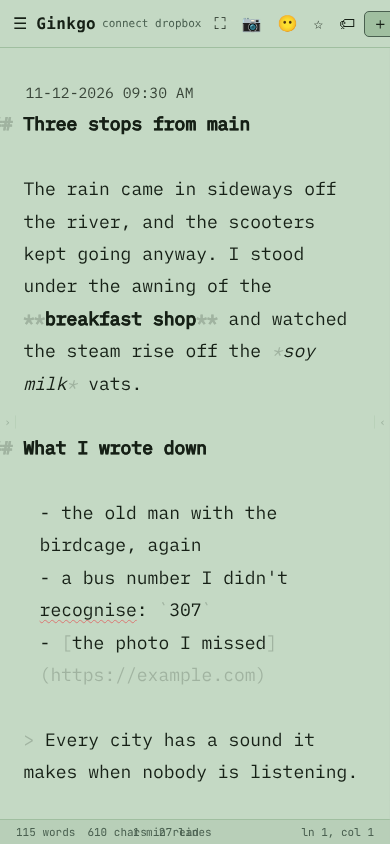 ☰ Ginkgo connect dropbox +
11-12-2026 09:30 AM
# Three stops from main
The rain came in sideways off
the river, and the scooters
kept going anyway. I stood
under the awning of the
**breakfast shop** and watched
the steam rise off the *soy
milk* vats.
# What I wrote down
- the old man with the
birdcage, again
- a bus number I didn't
recognise: `307`
- [the photo I missed]
(https://example.com)
> Every city has a sound it
makes when nobody is listening.
115 words 610 chars ln 1, col 1